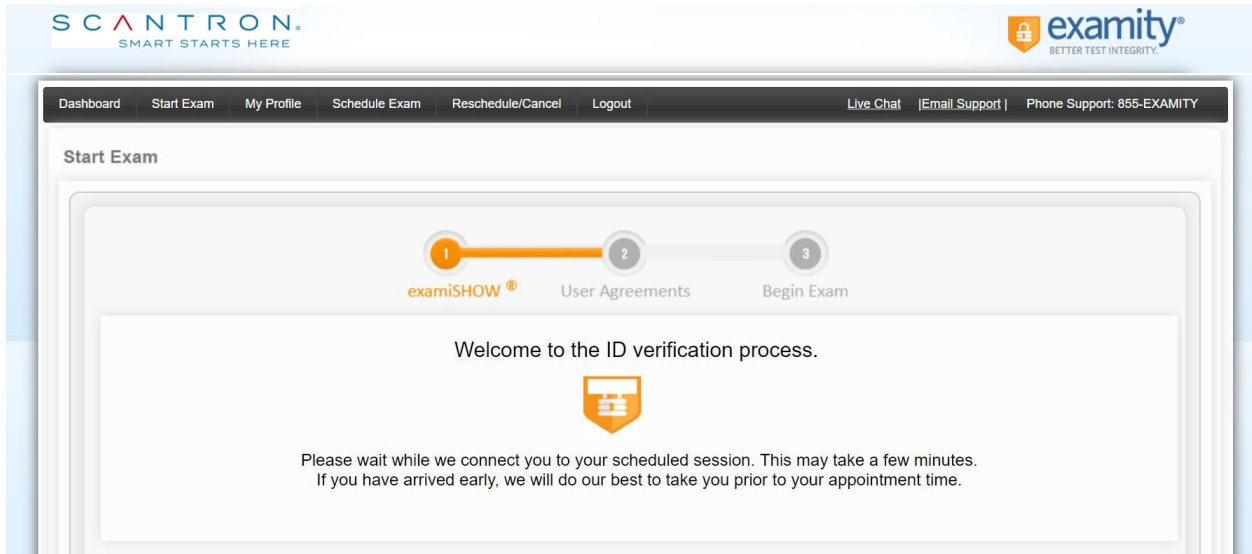 SCANTRON®
SMART STARTS HERE
examity®
BETTER TEST INTEGRITY.
Dashboard Start Exam My Profile Schedule Exam Reschedule/Cancel Logout Live Chat |Email Support | Phone Support: 855-EXAMITY
Start Exam
1 2 3
examiSHOW ® User Agreements Begin Exam
Welcome to the ID verification process.
Please wait while we connect you to your scheduled session. This may take a few minutes.
If you have arrived early, we will do our best to take you prior to your appointment time.